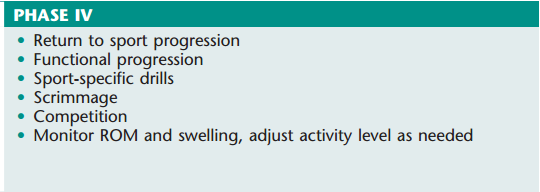 PHASE IV
• Return to sport progression
• Functional progression
• Sport-specific drills
• Scrimmage
• Competition
• Monitor ROM and swelling, adjust activity level as needed